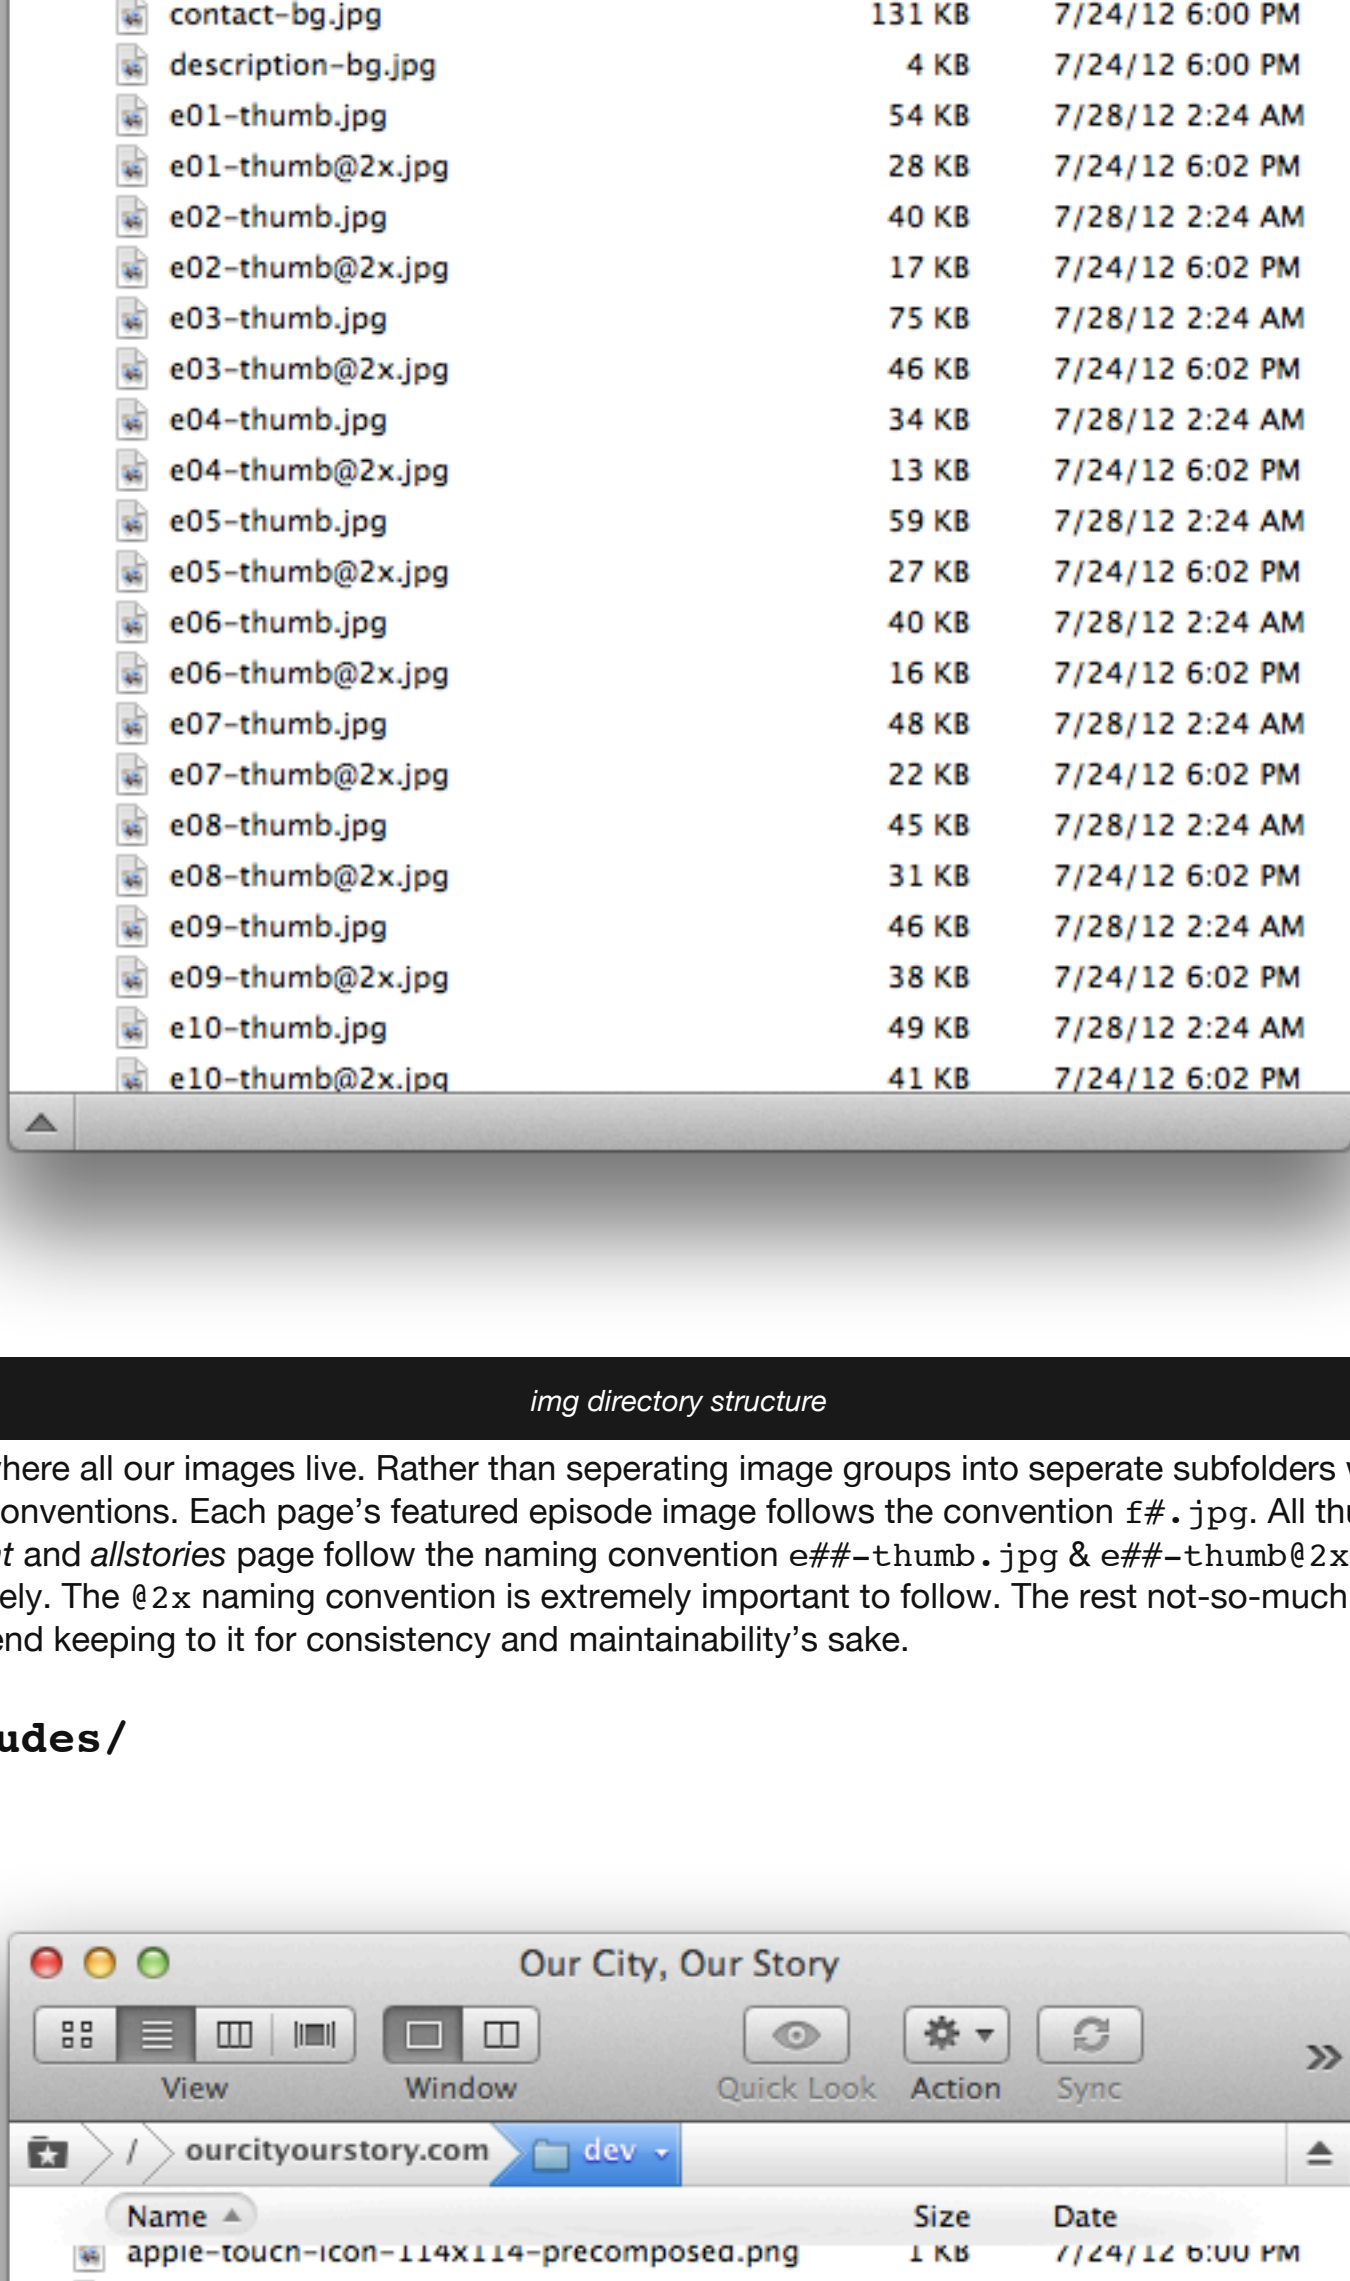 contact-bg.jpg 131 KB 7/24/12 6:00 PM
description-bg.jpg 4 KB 7/24/12 6:00 PM
e01-thumb.jpg 54 KB 7/28/12 2:24 AM
e01-thumb@2x.jpg 28 KB 7/24/12 6:02 PM
e02-thumb.jpg 40 KB 7/28/12 2:24 AM
e02-thumb@2x.jpg 17 KB 7/24/12 6:02 PM
e03-thumb.jpg 75 KB 7/28/12 2:24 AM
e03-thumb@2x.jpg 46 KB 7/24/12 6:02 PM
e04-thumb.jpg 34 KB 7/28/12 2:24 AM
e04-thumb@2x.jpg 13 KB 7/24/12 6:02 PM
e05-thumb.jpg 59 KB 7/28/12 2:24 AM
e05-thumb@2x.jpg 27 KB 7/24/12 6:02 PM
e06-thumb.jpg 40 KB 7/28/12 2:24 AM
e06-thumb@2x.jpg 16 KB 7/24/12 6:02 PM
e07-thumb.jpg 48 KB 7/28/12 2:24 AM
e07-thumb@2x.jpg 22 KB 7/24/12 6:02 PM
e08-thumb.jpg 45 KB 7/28/12 2:24 AM
e08-thumb@2x.jpg 31 KB 7/24/12 6:02 PM
e09-thumb.jpg 46 KB 7/28/12 2:24 AM
e09-thumb@2x.jpg 38 KB 7/24/12 6:02 PM
e10-thumb.jpg 49 KB 7/28/12 2:24 AM
e10-thumb@2x.jpg 41 KB 7/24/12 6:02 PM
img directory structure
here all our images live. Rather than seperating image groups into seperate subfolders
onventions. Each page's featured episode image follows the convention f#.jpg. All thu
t and allstories page follow the naming convention e##-thumb.jpg & e##-thumb@2x
ely. The @2x naming convention is extremely important to follow. The rest not-so-much
end keeping to it for consistency and maintainability's sake.
udes/
Our City, Our Story
View Window Quick Look Action Sync
/ ourcityyourstory.com dev
Name Size Date
apple-touch-icon-114x114-precomposed.png 1 KB 7/24/12 6:00 PM